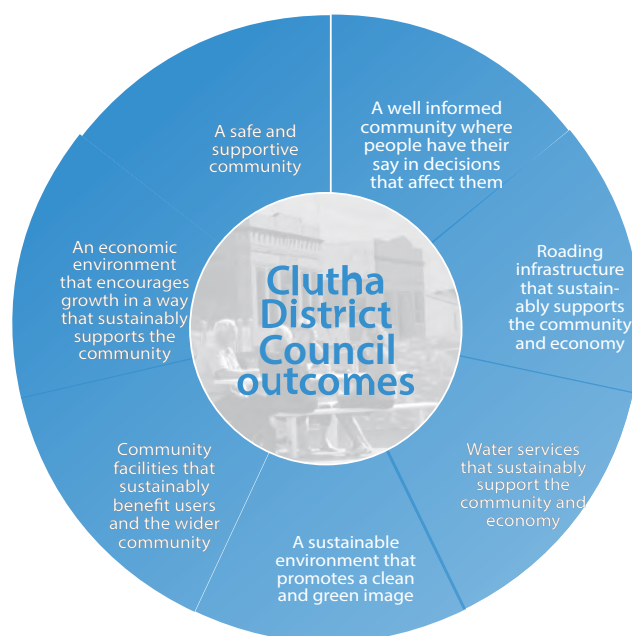 Clutha
District
Council
outcomes
A well informed
community where
people have their
say in decisions
that affect them
Roading
infrastructure
that sustain-
ably supports
the community
and economy
Water services
that sustainably
support the
community and
economy
A sustainable
environment that
promotes a clean
and green image
Community
facilities that
sustainably
benefit users
and the wider
community
An economic
environment
that encourages
growth in a way
that sustainably
supports the
community
A safe and
supportive
community